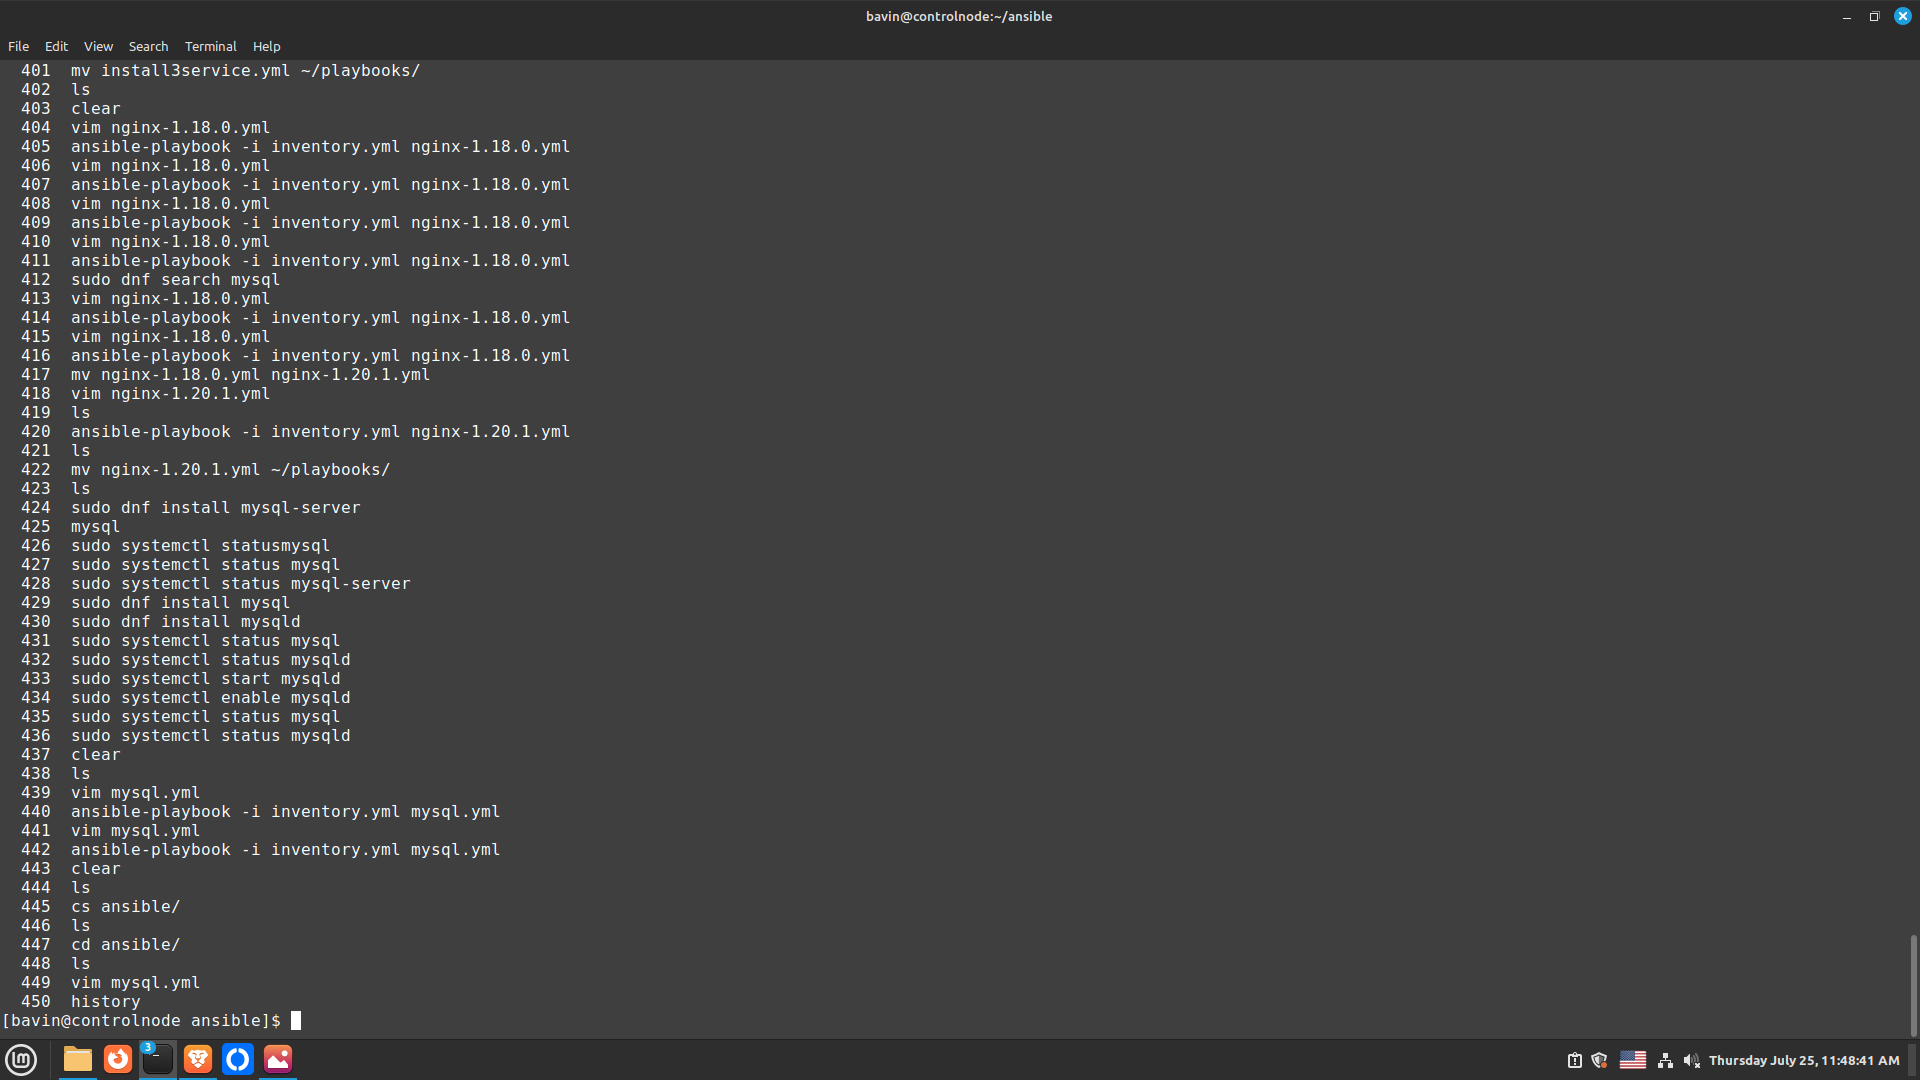 bavin@controlnode:~/ansible
File Edit View Search Terminal Help
401 mv install3service.yml ~/playbooks/
402 ls
403 clear
404 vim nginx-1.18.0.yml
405 ansible-playbook -i inventory.yml nginx-1.18.0.yml
406 vim nginx-1.18.0.yml
407 ansible-playbook -i inventory.yml nginx-1.18.0.yml
408 vim nginx-1.18.0.yml
409 ansible-playbook -i inventory.yml nginx-1.18.0.yml
410 vim nginx-1.18.0.yml
411 ansible-playbook -i inventory.yml nginx-1.18.0.yml
412 sudo dnf search mysql
413 vim nginx-1.18.0.yml
414 ansible-playbook -i inventory.yml nginx-1.18.0.yml
415 vim nginx-1.18.0.yml
416 ansible-playbook -i inventory.yml nginx-1.18.0.yml
417 mv nginx-1.18.0.yml nginx-1.20.1.yml
418 vim nginx-1.20.1.yml
419 ls
420 ansible-playbook -i inventory.yml nginx-1.20.1.yml
421 ls
422 mv nginx-1.20.1.yml ~/playbooks/
423 ls
424 sudo dnf install mysql-server
425 mysql
426 sudo systemctl statusmysql
427 sudo systemctl status mysql
428 sudo systemctl status mysql-server
429 sudo dnf install mysql
430 sudo dnf install mysqld
431 sudo systemctl status mysql
432 sudo systemctl status mysqld
433 sudo systemctl start mysqld
434 sudo systemctl enable mysqld
435 sudo systemctl status mysql
436 sudo systemctl status mysqld
437 clear
438 ls
439 vim mysql.yml
440 ansible-playbook -i inventory.yml mysql.yml
441 vim mysql.yml
442 ansible-playbook -i inventory.yml mysql.yml
443 clear
444 ls
445 cs ansible/
446 ls
447 cd ansible/
448 ls
449 vim mysql.yml
450 history
[bavin@controlnode ansible]$
3
Thursday July 25, 11:48:41 AM